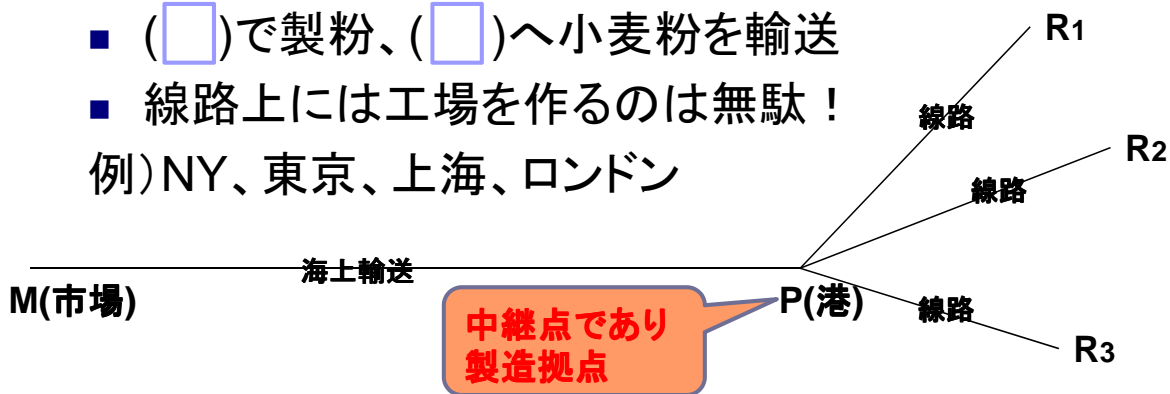 ■ (□)で製粉、(□)へ小麦粉を輸送
■ 線路上には工場を作るのは無駄！
例）NY、東京、上海、ロンドン
R1
線路
R2
線路
海上輸送
M(市場)
P(港)
線路
中継点であり
製造拠点
R3